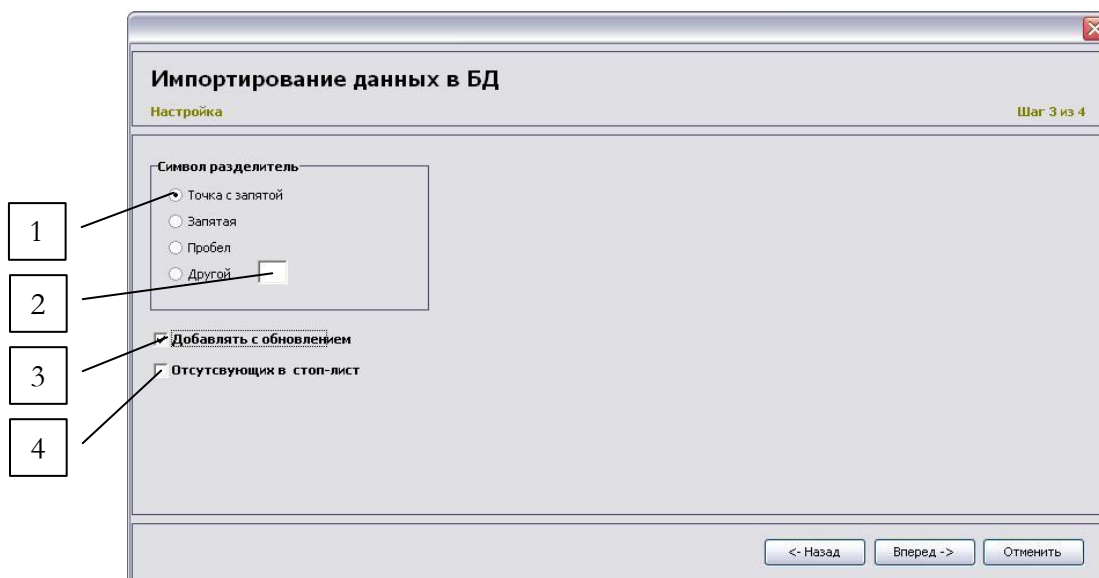 Импортирование данных в БД
Настройка
Шаг 3 из 4
Символ разделитель
Точка с запятой
1
Запятая
Пробел
Другой
2
Добавлять с обновлением
3
Отсутсвующих в стоп-лист
4
<- Назад
Вперед ->
Отменить